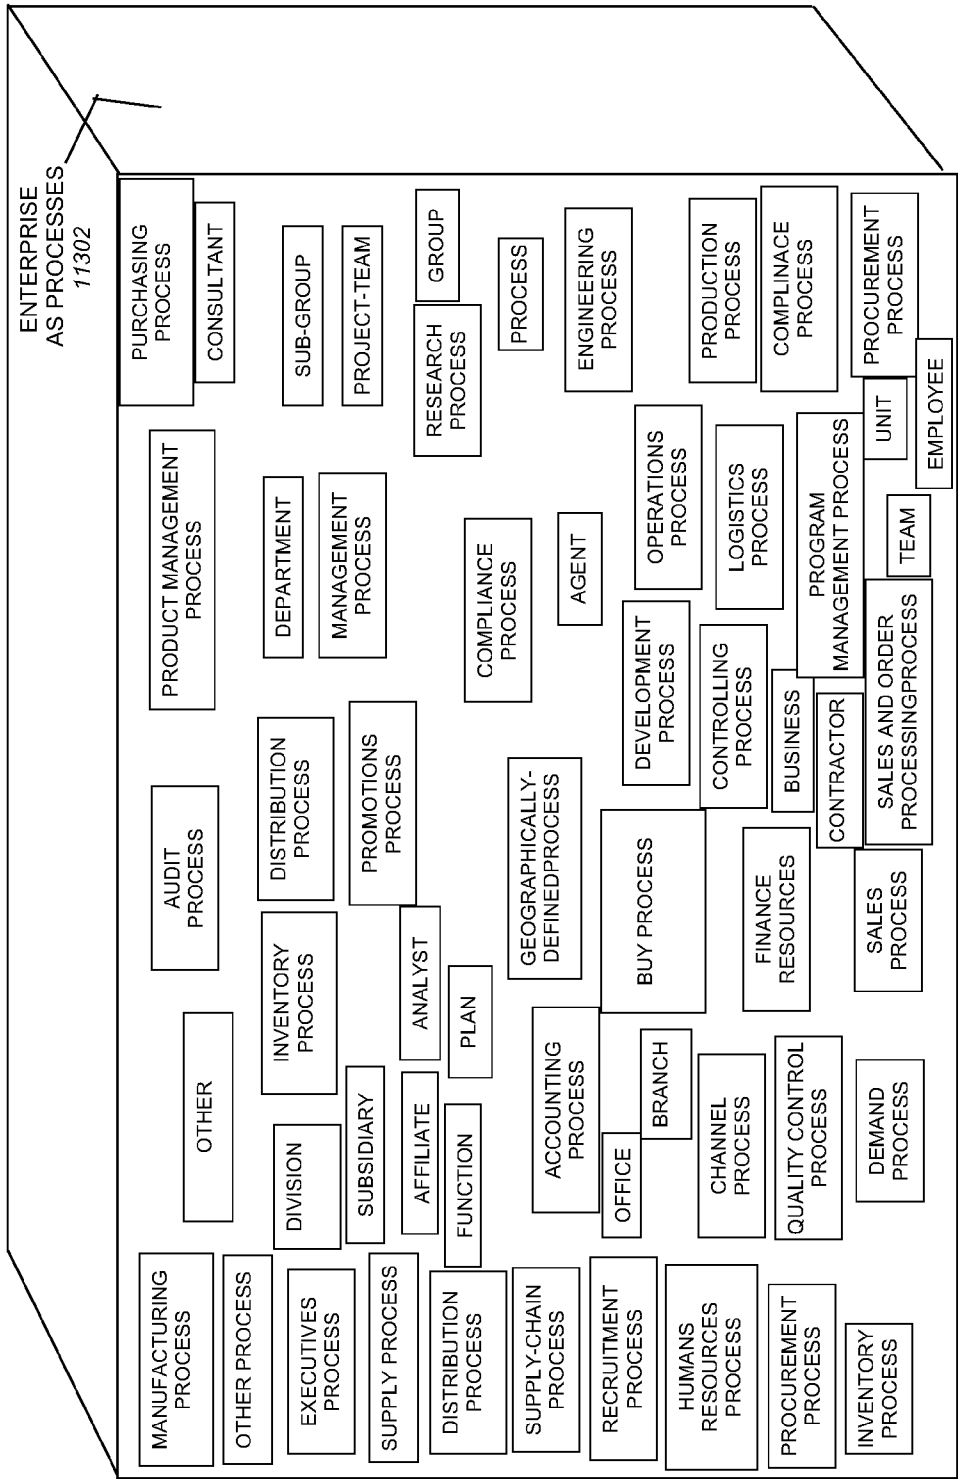 ENTERPRISE
AS PROCESSES
11302
MANUFACTURING
PROCESS
OTHER
AUDIT
PROCESS
PRODUCT MANAGEMENT
PROCESS
PURCHASING
PROCESS
OTHER PROCESS
CONSULTANT
EXECUTIVES
PROCESS
DIVISION
INVENTORY
PROCESS
DISTRIBUTION
PROCESS
DEPARTMENT
SUB-GROUP
SUPPLY PROCESS
SUBSIDIARY
PROMOTIONS
PROCESS
MANAGEMENT
PROCESS
PROJECT-TEAM
AFFILIATE
ANALYST
RESEARCH
PROCESS
GROUP
DISTRIBUTION
PROCESS
FUNCTION
PLAN
COMPLIANCE
PROCESS
PROCESS
SUPPLY-CHAIN
PROCESS
ACCOUNTING
PROCESS
GEOGRAPHICALLY-
DEFINEDPROCESS
AGENT
ENGINEERING
PROCESS
RECRUITMENT
PROCESS
OFFICE
BRANCH
BUY PROCESS
DEVELOPMENT
PROCESS
OPERATIONS
PROCESS
HUMANS
RESOURCES
PROCESS
CHANNEL
PROCESS
CONTROLLING
PROCESS
LOGISTICS
PROCESS
PRODUCTION
PROCESS
PROCUREMENT
PROCESS
QUALITY CONTROL
PROCESS
FINANCE
RESOURCES
BUSINESS
PROGRAM
MANAGEMENT PROCESS
COMPLINACE
PROCESS
CONTRACTOR
INVENTORY
PROCESS
DEMAND
PROCESS
SALES
PROCESS
SALES AND ORDER
PROCESSINGPROCESS
TEAM
UNIT
PROCUREMENT
PROCESS
EMPLOYEE